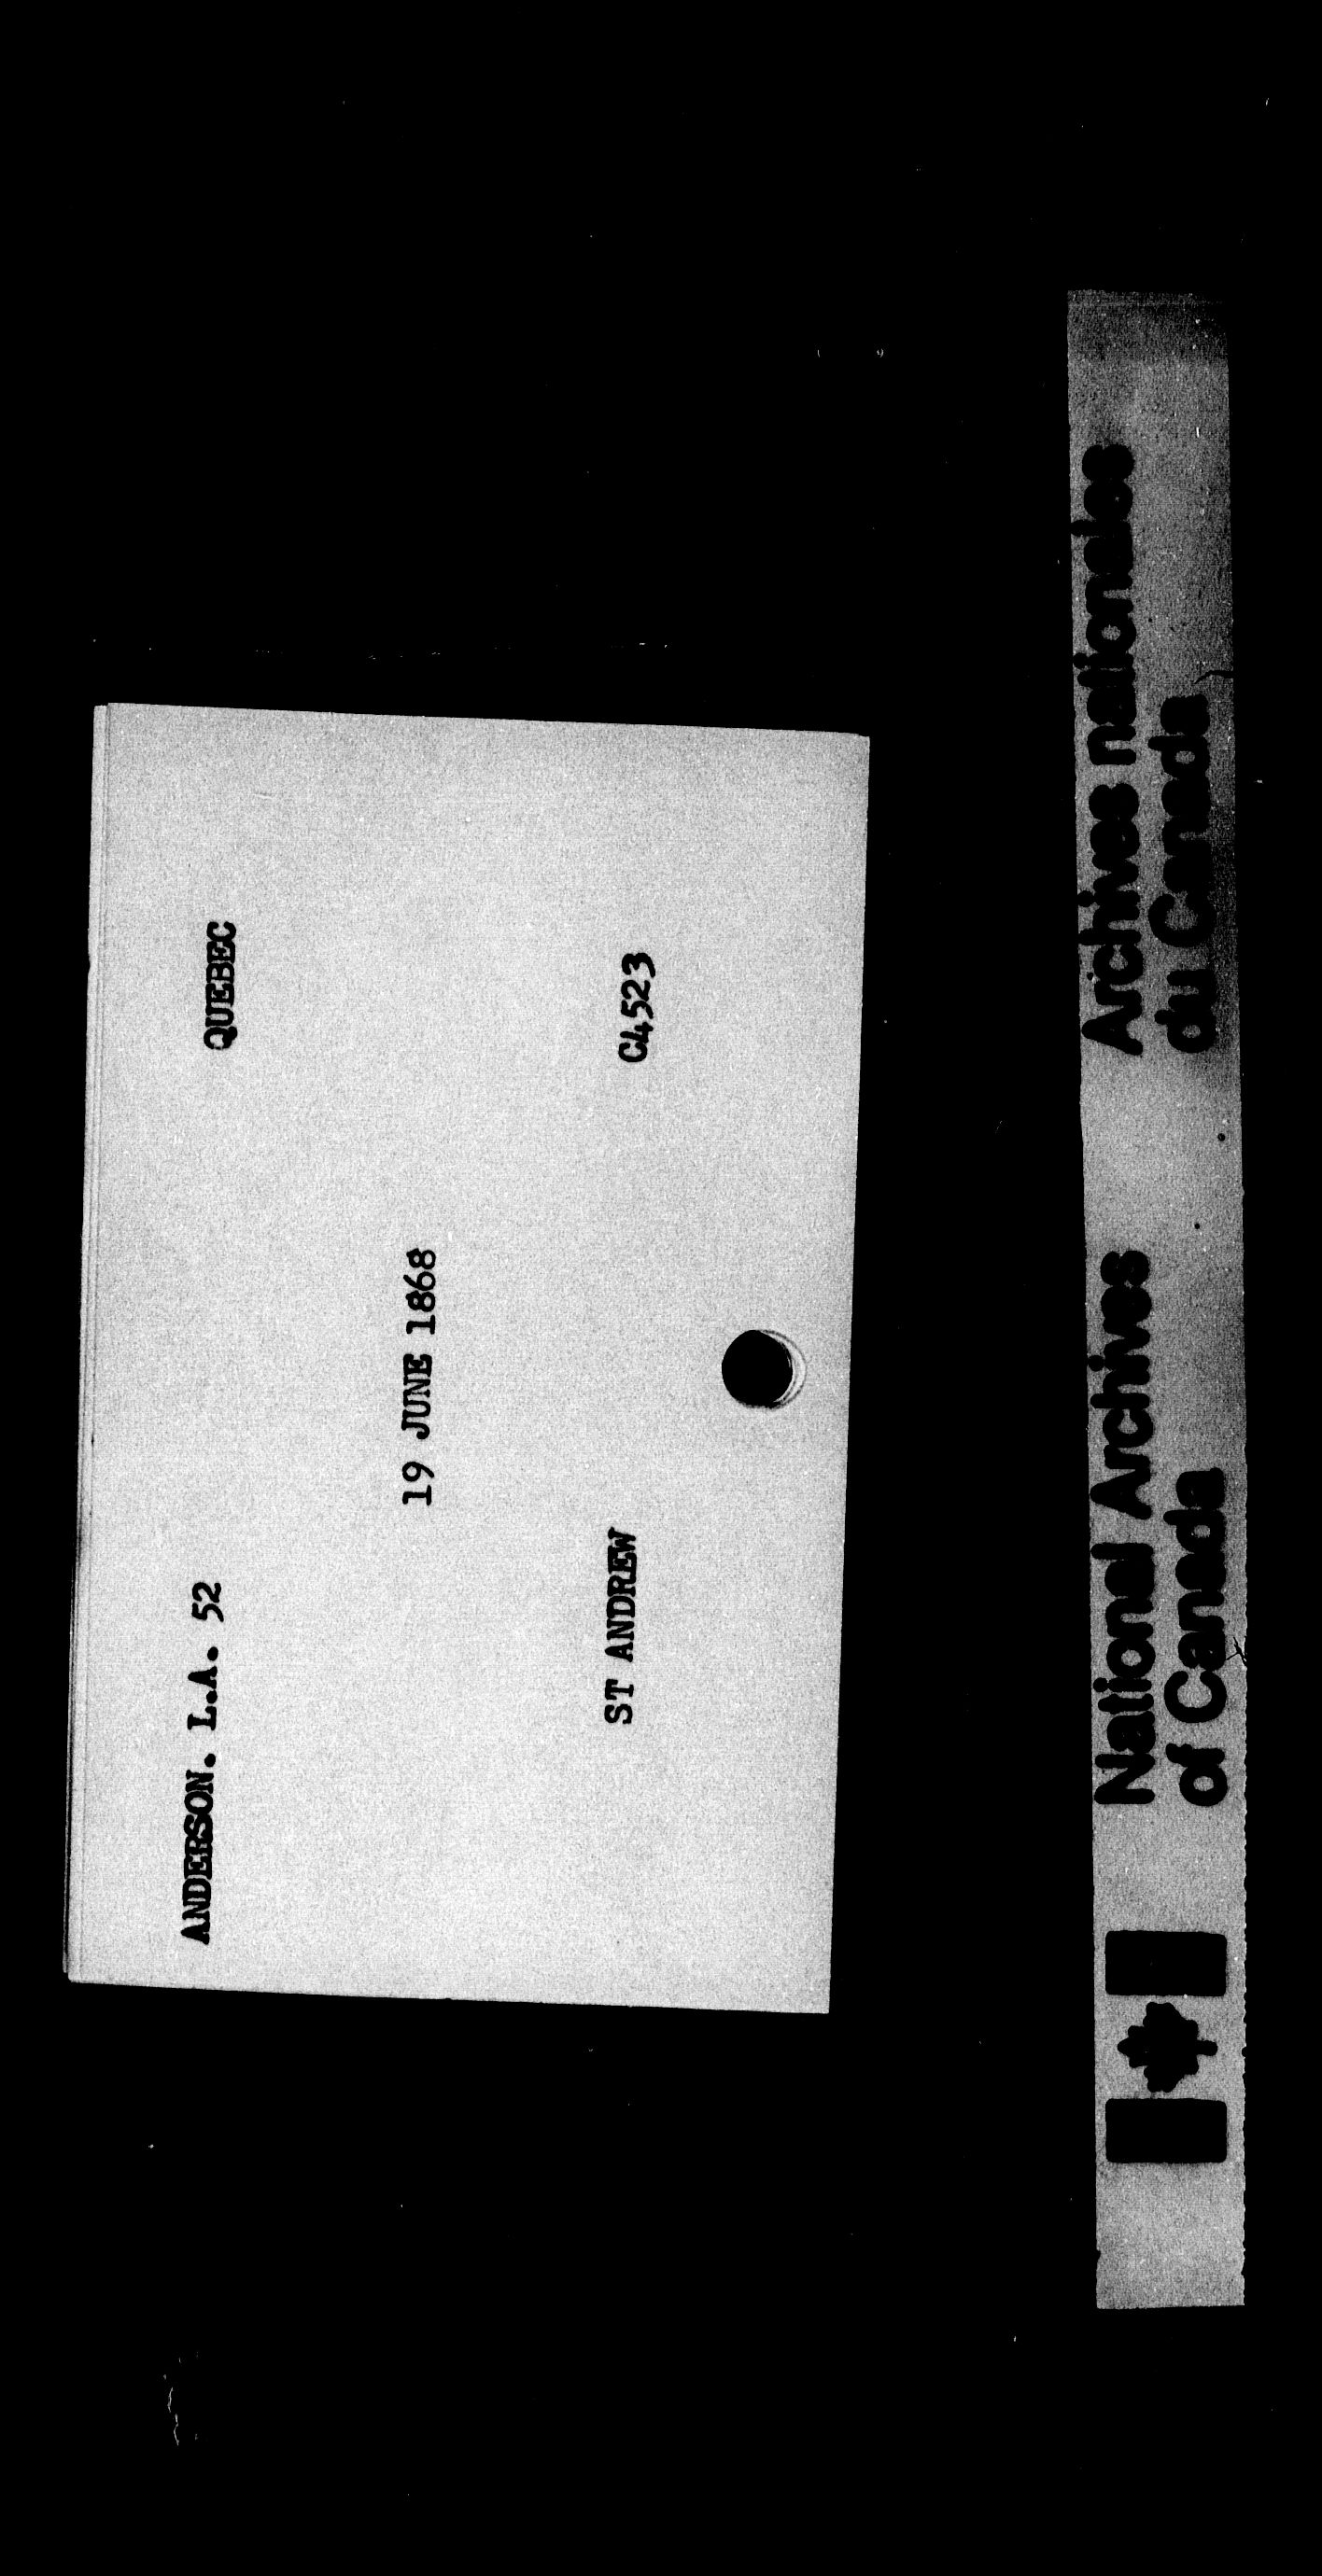 ANDERSON. L.A. 52 QUEBEC
19 JUNE 1868
ST ANDREW C4523
National Archives
of Canada
Archives nationales
du Canada